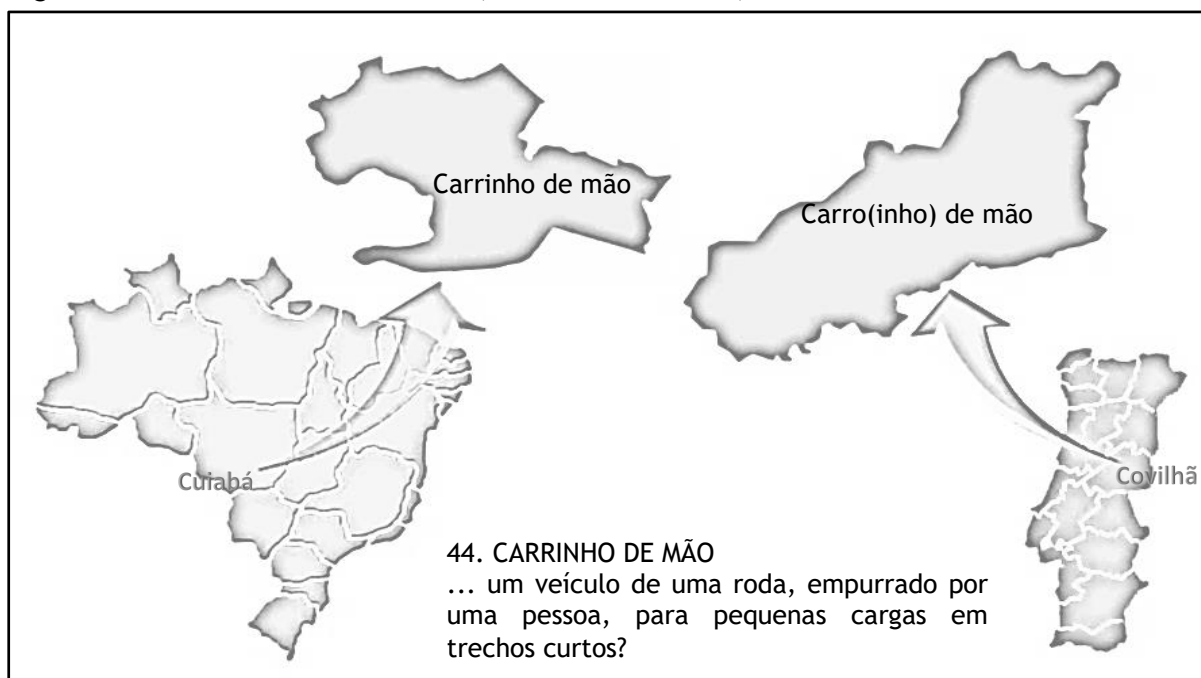 Carrinho de mão
Carro(inho) de mão
Cuiabá
Covilhã
44. CARRINHO DE MÃO
... um veículo de uma roda, empurrado por
uma pessoa, para pequenas cargas em
trechos curtos?